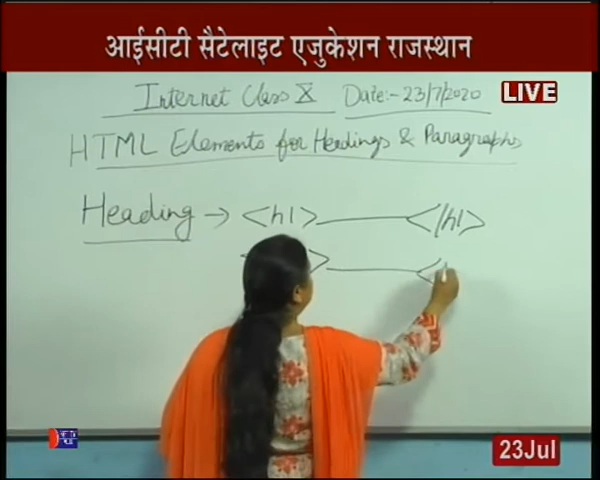 आईसीटी सैटेलाइट एजुकेशन राजस्थान
LIVE
Internet Class X Date:- 23/7/2020
HTML Elements for Headings & Paragraphs
Heading → <h1> </h1>
> <
23Jul